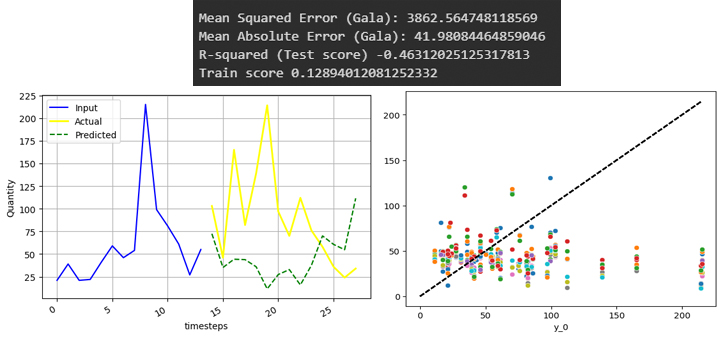 Mean Squared Error (Gala): 3862.564748118569
Mean Absolute Error (Gala): 41.98084464859046
R-squared (Test score) -0.46312025125317813
Train score 0.12894012081252332
225
200
175
150
125
100
75
50
25
Quantity
Input
Actual
Predicted
0
5
10
15
20
25
timesteps
200
150
100
50
0
0
50
100
150
200
y_0